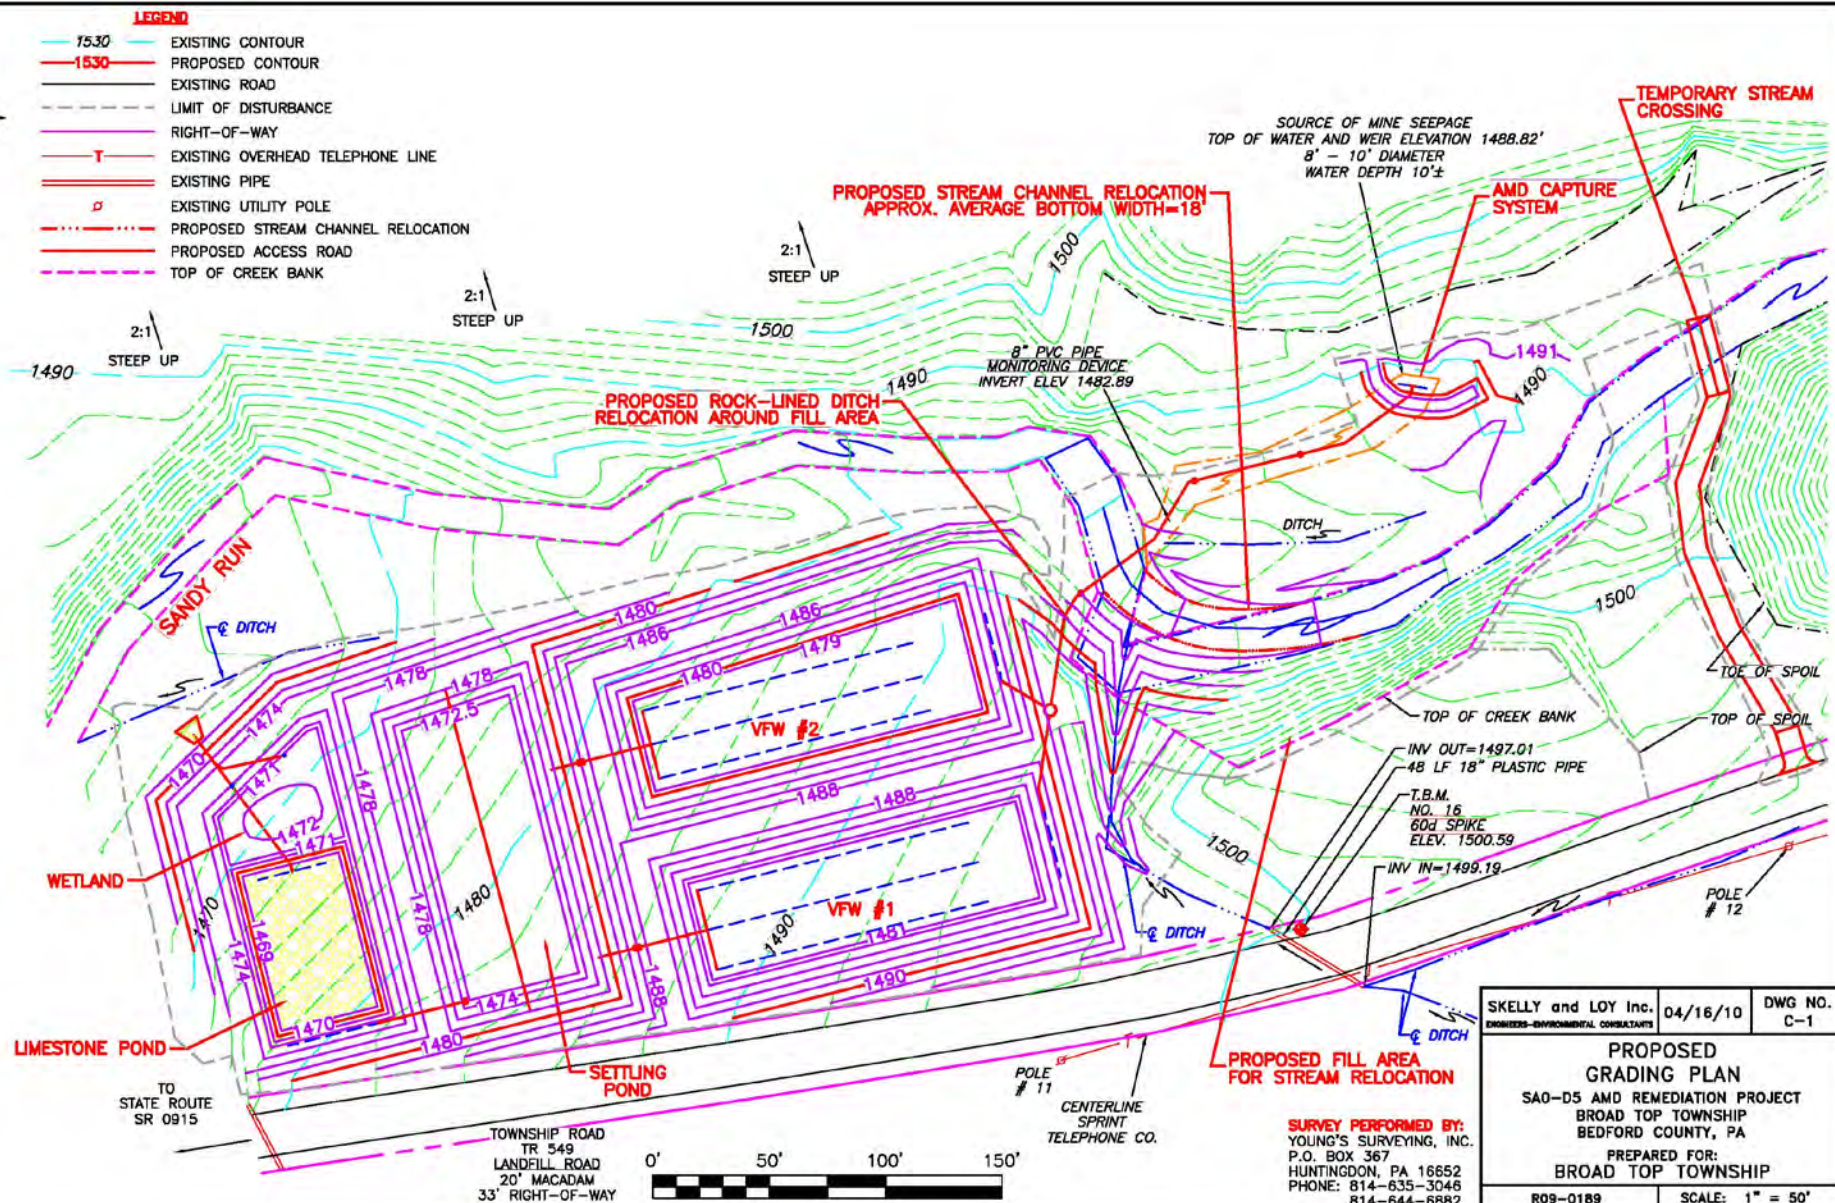 LEGEND
1530 EXISTING CONTOUR
1530 PROPOSED CONTOUR
EXISTING ROAD
LIMIT OF DISTURBANCE
RIGHT-OF-WAY
T EXISTING OVERHEAD TELEPHONE LINE
EXISTING PIPE
EXISTING UTILITY POLE
PROPOSED STREAM CHANNEL RELOCATION
PROPOSED ACCESS ROAD
TOP OF CREEK BANK
TEMPORARY STREAM
CROSSING
SOURCE OF MINE SEEPAGE
TOP OF WATER AND WEIR ELEVATION 1488.82'
8' - 10' DIAMETER
WATER DEPTH 10'±
AMD CAPTURE
SYSTEM
PROPOSED STREAM CHANNEL RELOCATION
APPROX. AVERAGE BOTTOM WIDTH=18'
2:1
STEEP UP
2:1
STEEP UP
2:1
STEEP UP
1500
1500
1490
1490
8" PVC PIPE
MONITORING DEVICE
INVERT ELEV 1482.89
PROPOSED ROCK-LINED DITCH
RELOCATION AROUND FILL AREA
1491
1490
DITCH
SANDY RUN
℄ DITCH
1500
TOE OF SPOIL
TOP OF SPOIL
TOP OF CREEK BANK
1480
1486
1486
1479
1480
1478
1478
1474
1472.5
1470
1471
1478
VFW #2
1488
1488
1472
1471
WETLAND
1470
1474
1469
1478
1480
VFW #1
1481
1490
1490
1488
1474
1470
1480
LIMESTONE POND
SETTLING
POND
INV OUT=1497.01
48 LF 18" PLASTIC PIPE
T.B.M.
NO. 16
60d SPIKE
ELEV. 1500.59
1500
INV IN=1499.19
POLE
# 12
℄ DITCH
℄ DITCH
PROPOSED FILL AREA
FOR STREAM RELOCATION
POLE
# 11
CENTERLINE
SPRINT
TELEPHONE CO.
TO
STATE ROUTE
SR 0915
TOWNSHIP ROAD
TR 549
LANDFILL ROAD
20' MACADAM
33' RIGHT-OF-WAY
0' 50' 100' 150'
SURVEY PERFORMED BY:
YOUNG'S SURVEYING, INC.
P.O. BOX 367
HUNTINGDON, PA 16652
PHONE: 814-635-3046
814-644-6882
SKELLY and LOY Inc.
ENGINEERS-ENVIRONMENTAL CONSULTANTS
04/16/10
DWG NO.
C-1
PROPOSED
GRADING PLAN
SA0-D5 AMD REMEDIATION PROJECT
BROAD TOP TOWNSHIP
BEDFORD COUNTY, PA
PREPARED FOR:
BROAD TOP TOWNSHIP
R09-0189
SCALE: 1" = 50'